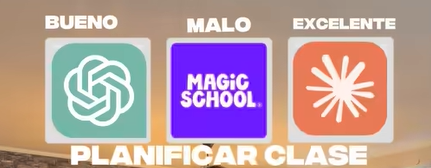 BUENO
MALO
EXCELENTE
MAGIC
SCHOOL
PLANIFICAR CLASE